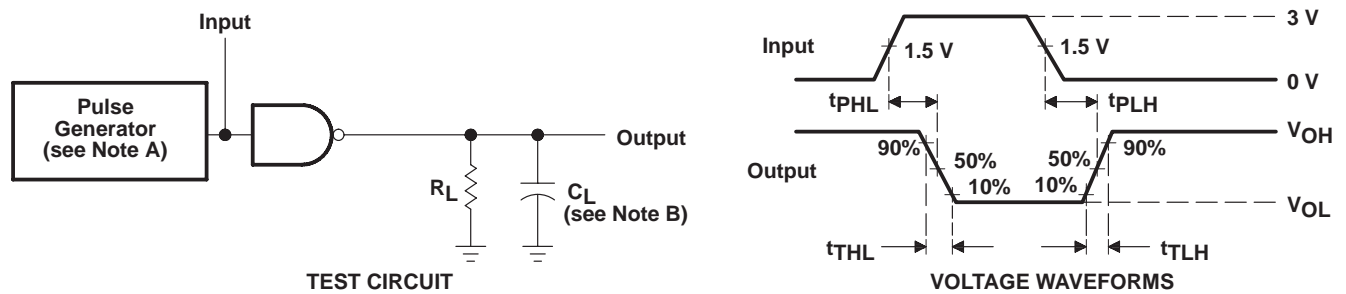 Input
Pulse
Generator
(see Note A)
Output
RL
CL
(see Note B)
TEST CIRCUIT
3 V
Input
1.5 V
1.5 V
0 V
tPHL
tPLH
VOH
90%
90%
Output
50%
50%
10%
10%
VOL
tTHL
tTLH
VOLTAGE WAVEFORMS